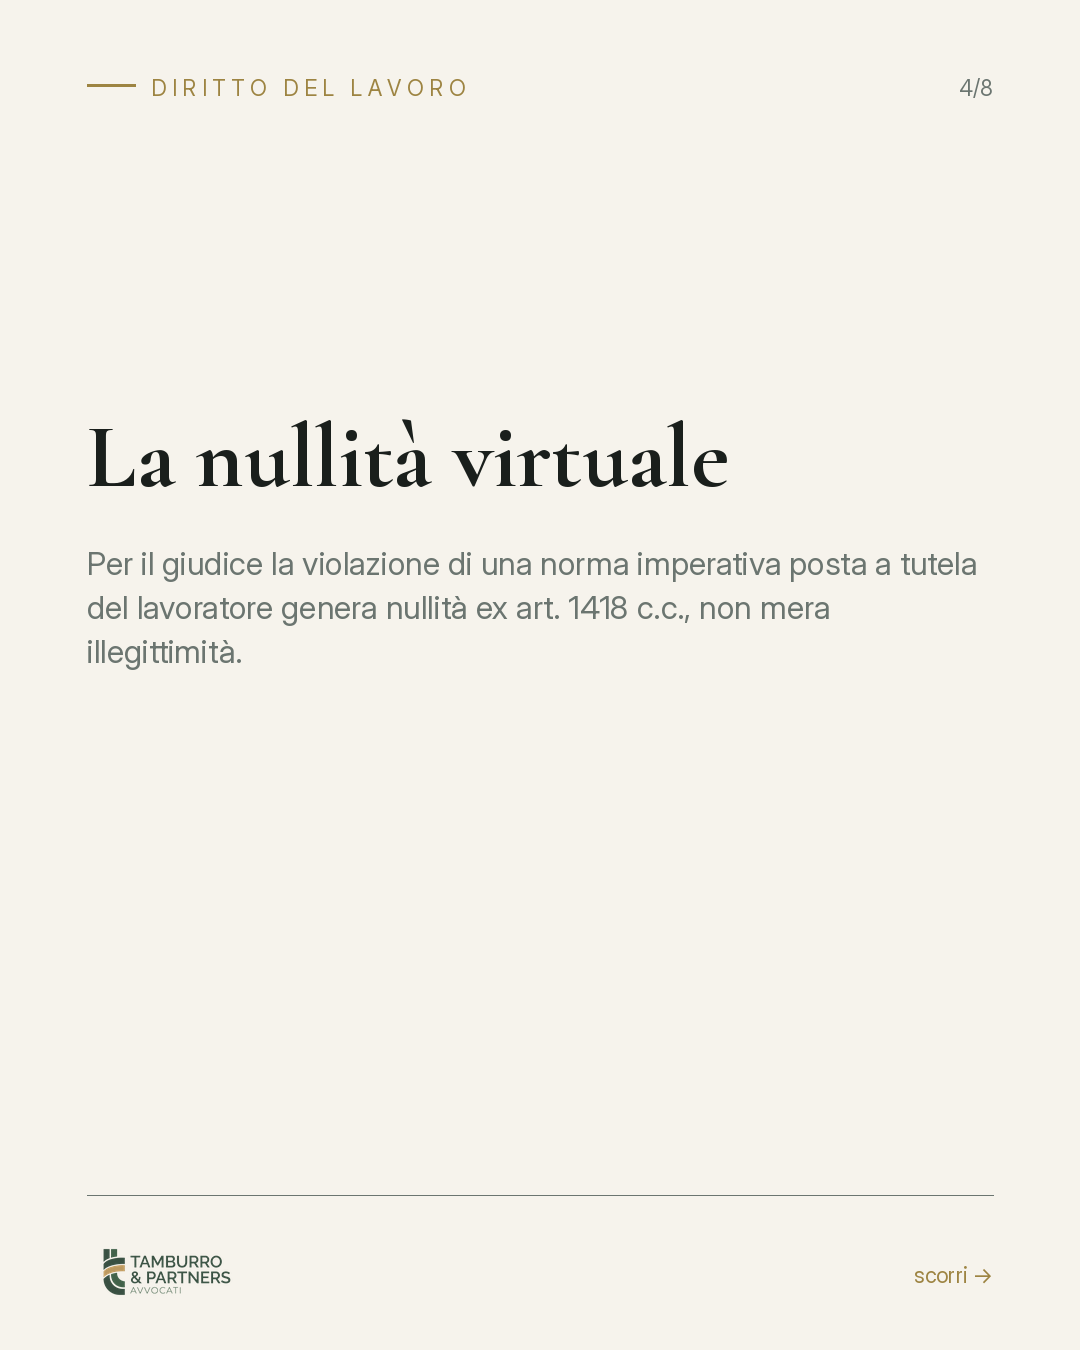 DIRITTO DEL LAVORO
4/8
La nullità virtuale
Per il giudice la violazione di una norma imperativa posta a tutela
del lavoratore genera nullità ex art. 1418 c.c., non mera
illegittimità.
TAMBURRO
& PARTNERS
AVVOCATI
scorri →